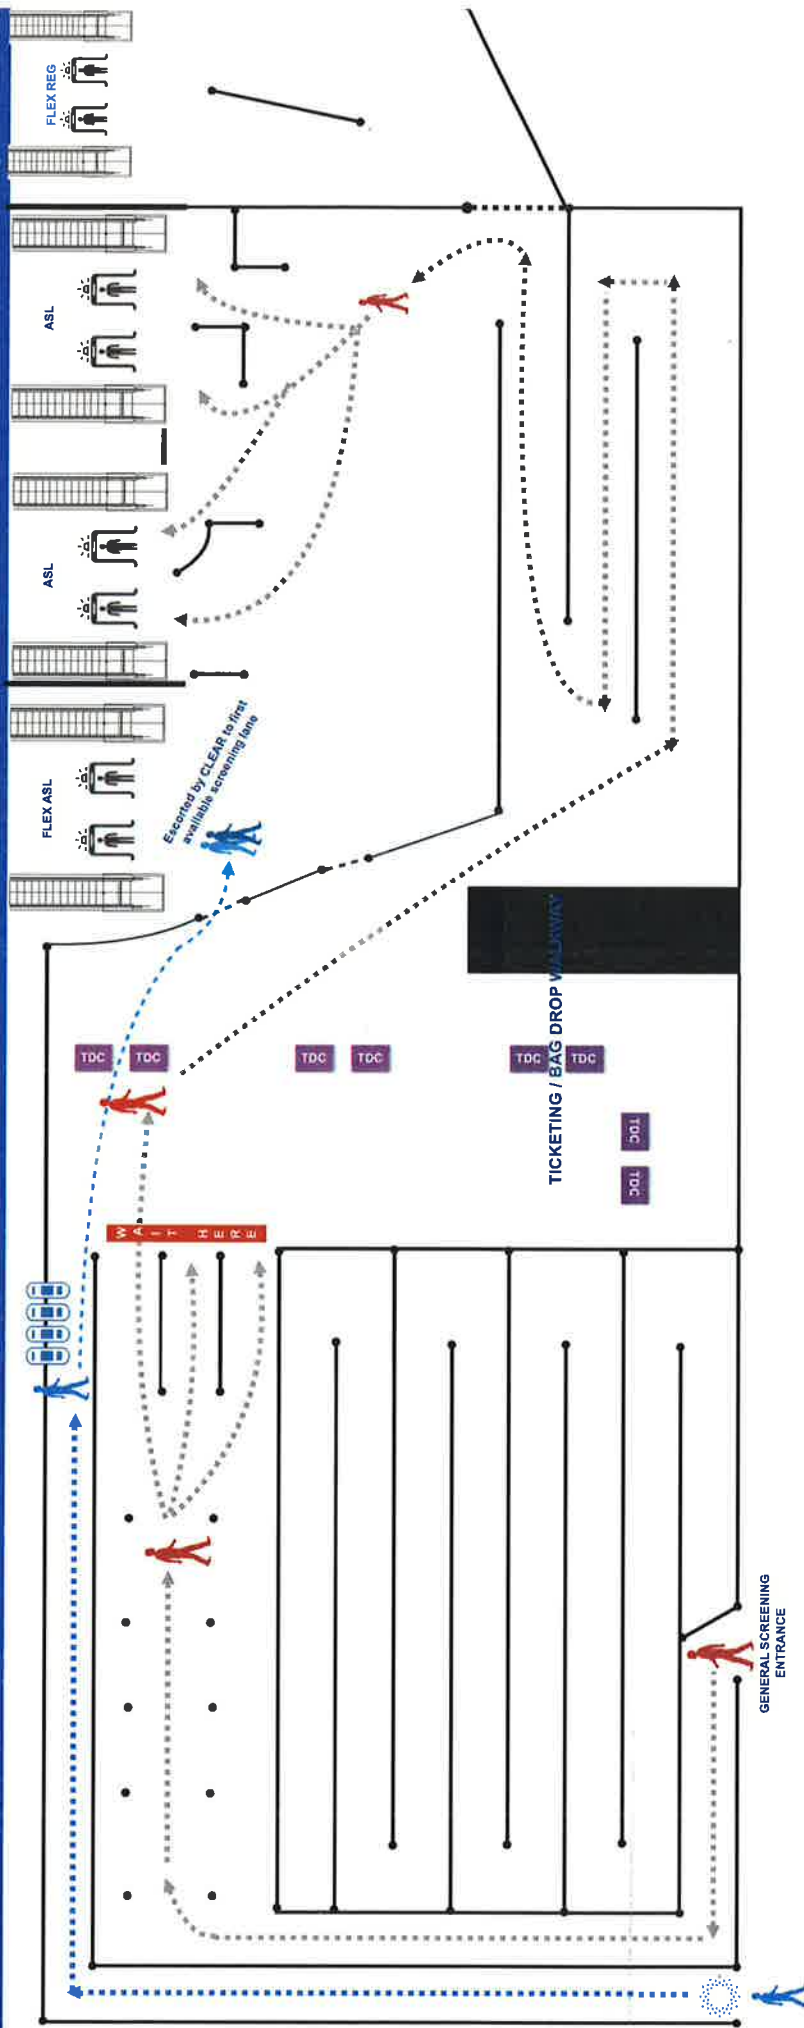 FLEX REG
ASL
ASL
FLEX ASL
Escorted by CLEAR to first
available screening lane
TDC
TDC
TDC
TDC
TDC
TDC
TICKETING / BAG DROP WALKWAY
TDC
TDC
WAIT HERE
GENERAL SCREENING
ENTRANCE